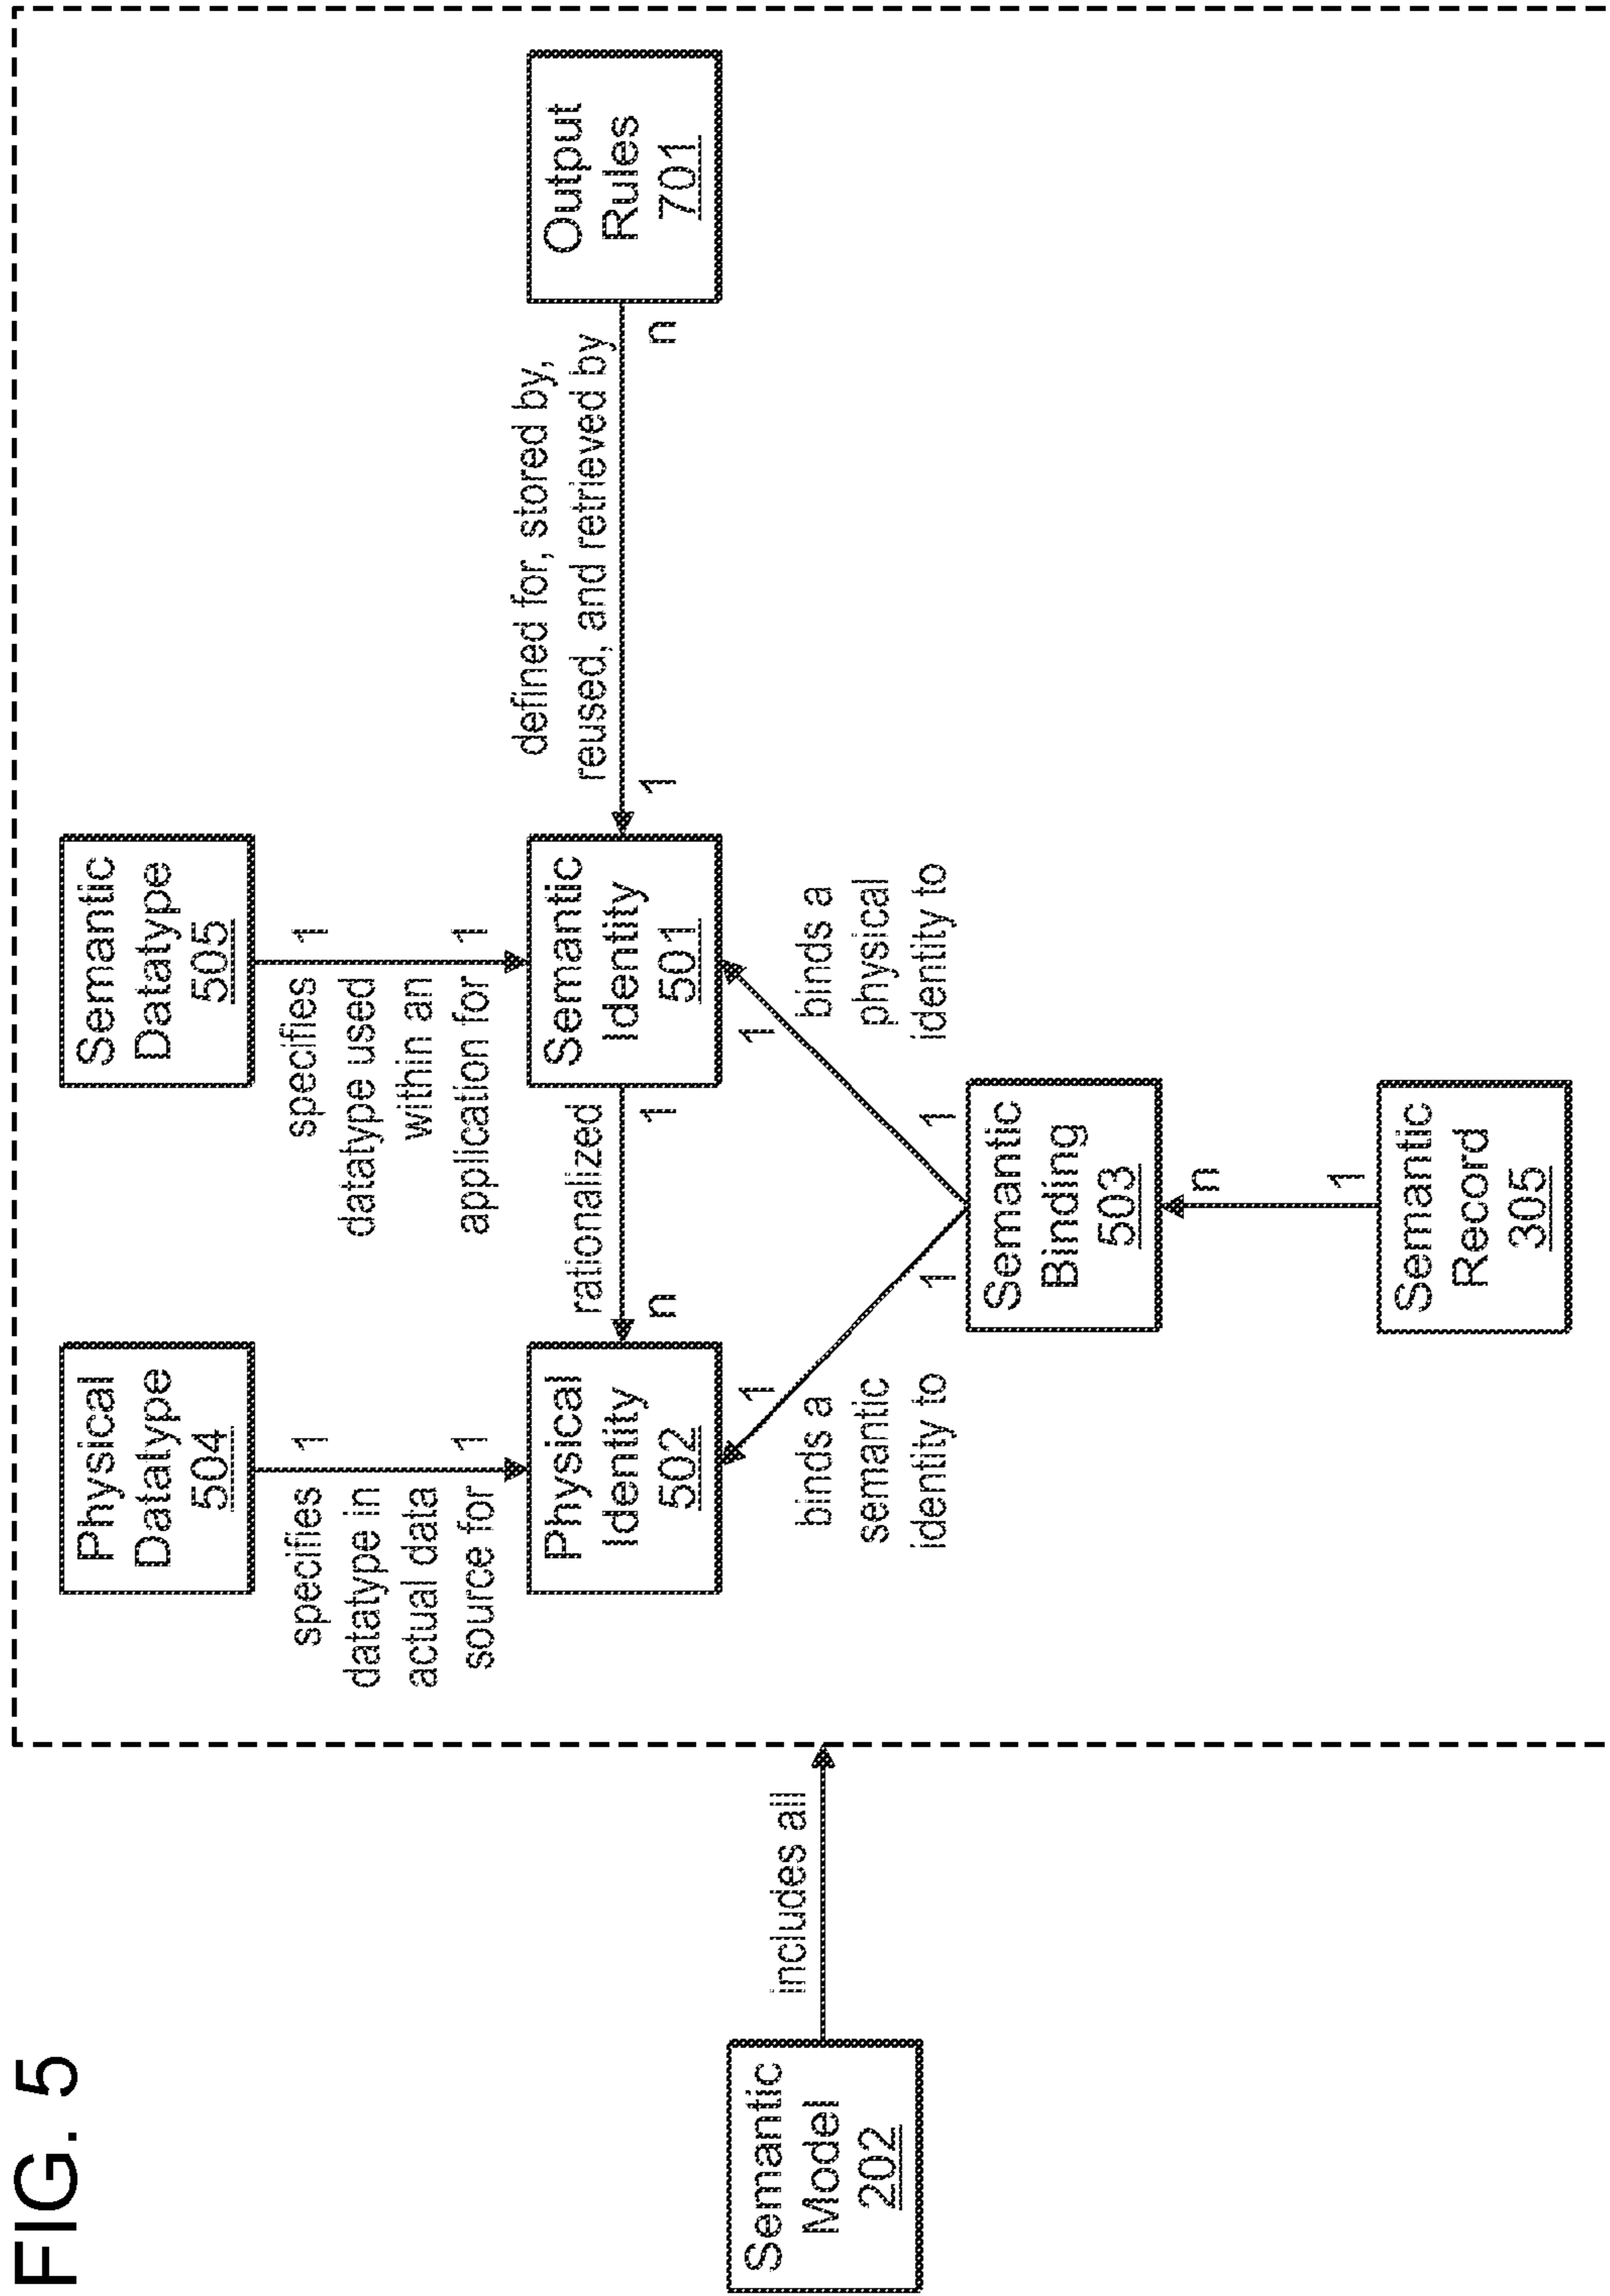 FIG. 5
Semantic
Model
202
includes all
Physical
Datatype
504
specifies
datatype in
actual data
source for
1
1
Semantic
Datatype
505
specifies
datatype used
within an
application for
1
1
Physical
Identity
502
rationalized
n
1
Semantic
Identity
501
defined for, stored by,
reused, and retrieved by
1
n
Output
Rules
701
binds a
semantic
identity to
1
1
binds a
physical
identity to
1
1
Semantic
Binding
503
n
1
Semantic
Record
305